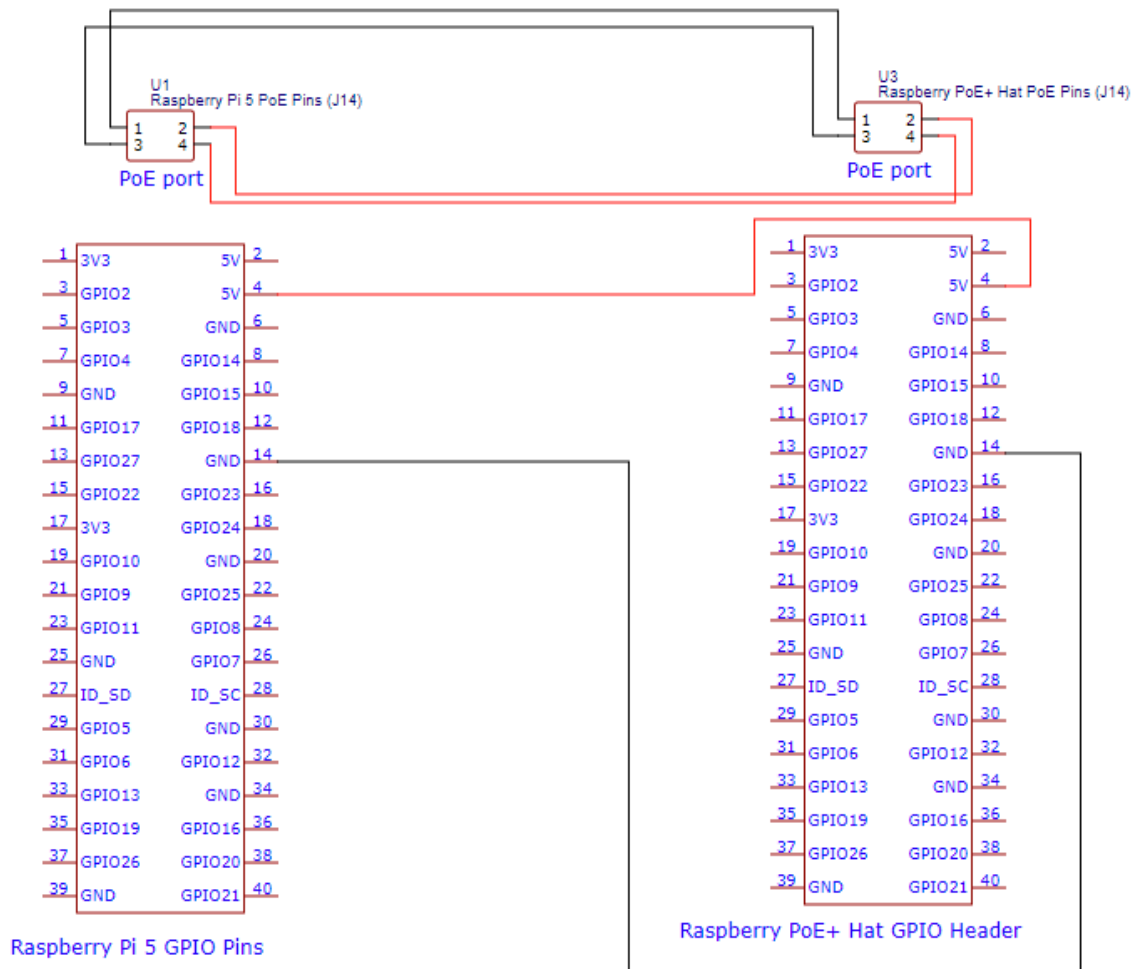 U1
Raspberry Pi 5 PoE Pins (J14)
1 2
3 4
PoE port
U3
Raspberry PoE+ Hat PoE Pins (J14)
1 2
3 4
PoE port
1 3V3 5V 2
3 GPIO2 5V 4
5 GPIO3 GND 6
7 GPIO4 GPIO14 8
9 GND GPIO15 10
11 GPIO17 GPIO18 12
13 GPIO27 GND 14
15 GPIO22 GPIO23 16
17 3V3 GPIO24 18
19 GPIO10 GND 20
21 GPIO9 GPIO25 22
23 GPIO11 GPIO8 24
25 GND GPIO7 26
27 ID_SD ID_SC 28
29 GPIO5 GND 30
31 GPIO6 GPIO12 32
33 GPIO13 GND 34
35 GPIO19 GPIO16 36
37 GPIO26 GPIO20 38
39 GND GPIO21 40
Raspberry Pi 5 GPIO Pins
1 3V3 5V 2
3 GPIO2 5V 4
5 GPIO3 GND 6
7 GPIO4 GPIO14 8
9 GND GPIO15 10
11 GPIO17 GPIO18 12
13 GPIO27 GND 14
15 GPIO22 GPIO23 16
17 3V3 GPIO24 18
19 GPIO10 GND 20
21 GPIO9 GPIO25 22
23 GPIO11 GPIO8 24
25 GND GPIO7 26
27 ID_SD ID_SC 28
29 GPIO5 GND 30
31 GPIO6 GPIO12 32
33 GPIO13 GND 34
35 GPIO19 GPIO16 36
37 GPIO26 GPIO20 38
39 GND GPIO21 40
Raspberry PoE+ Hat GPIO Header